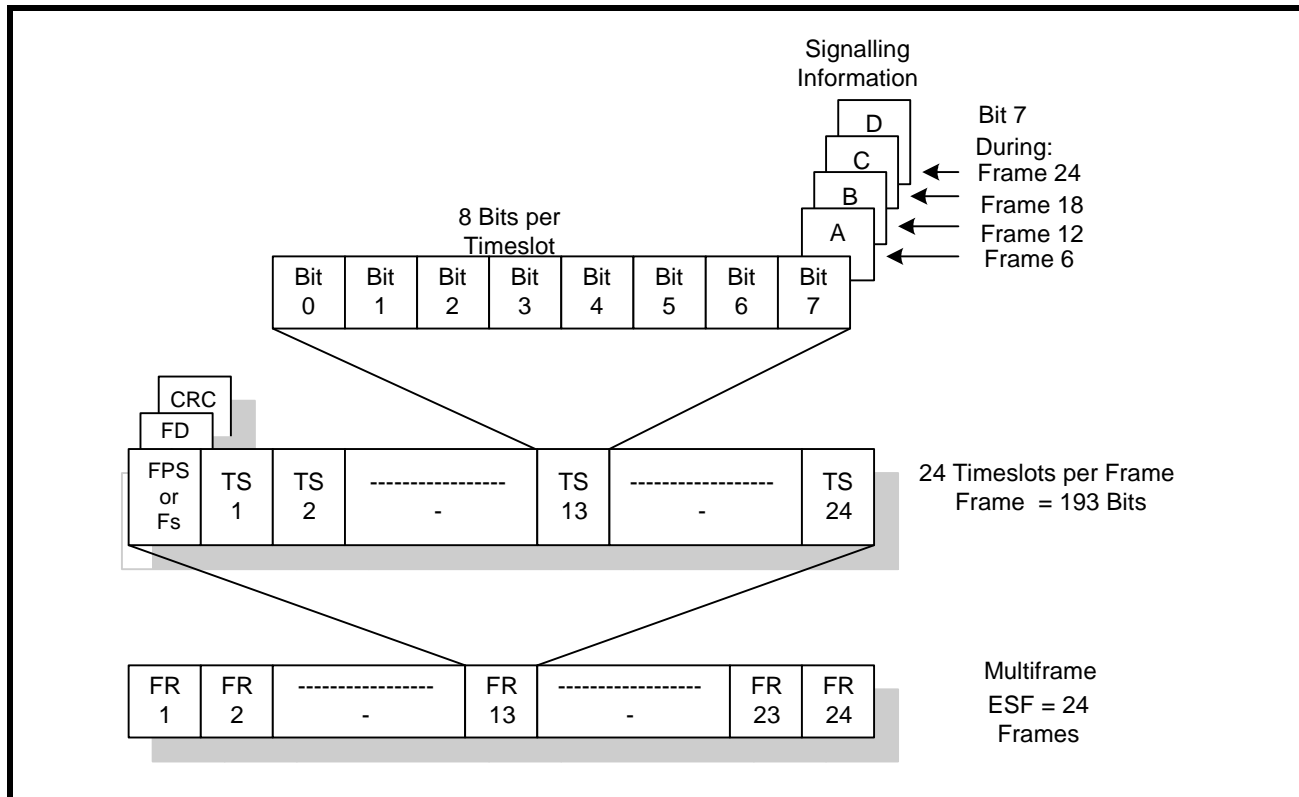 Signalling
Information
D
C
B
A
Bit 7
During:
Frame 24
Frame 18
Frame 12
Frame 6
8 Bits per
Timeslot
Bit 0
Bit 1
Bit 2
Bit 3
Bit 4
Bit 5
Bit 6
Bit 7
CRC
FD
FPS
or
Fs
TS 1
TS 2
-----------------
-
TS 13
------------------
-
TS 24
24 Timeslots per Frame
Frame = 193 Bits
FR 1
FR 2
-----------------
-
FR 13
------------------
-
FR 23
FR 24
Multiframe
ESF = 24
Frames